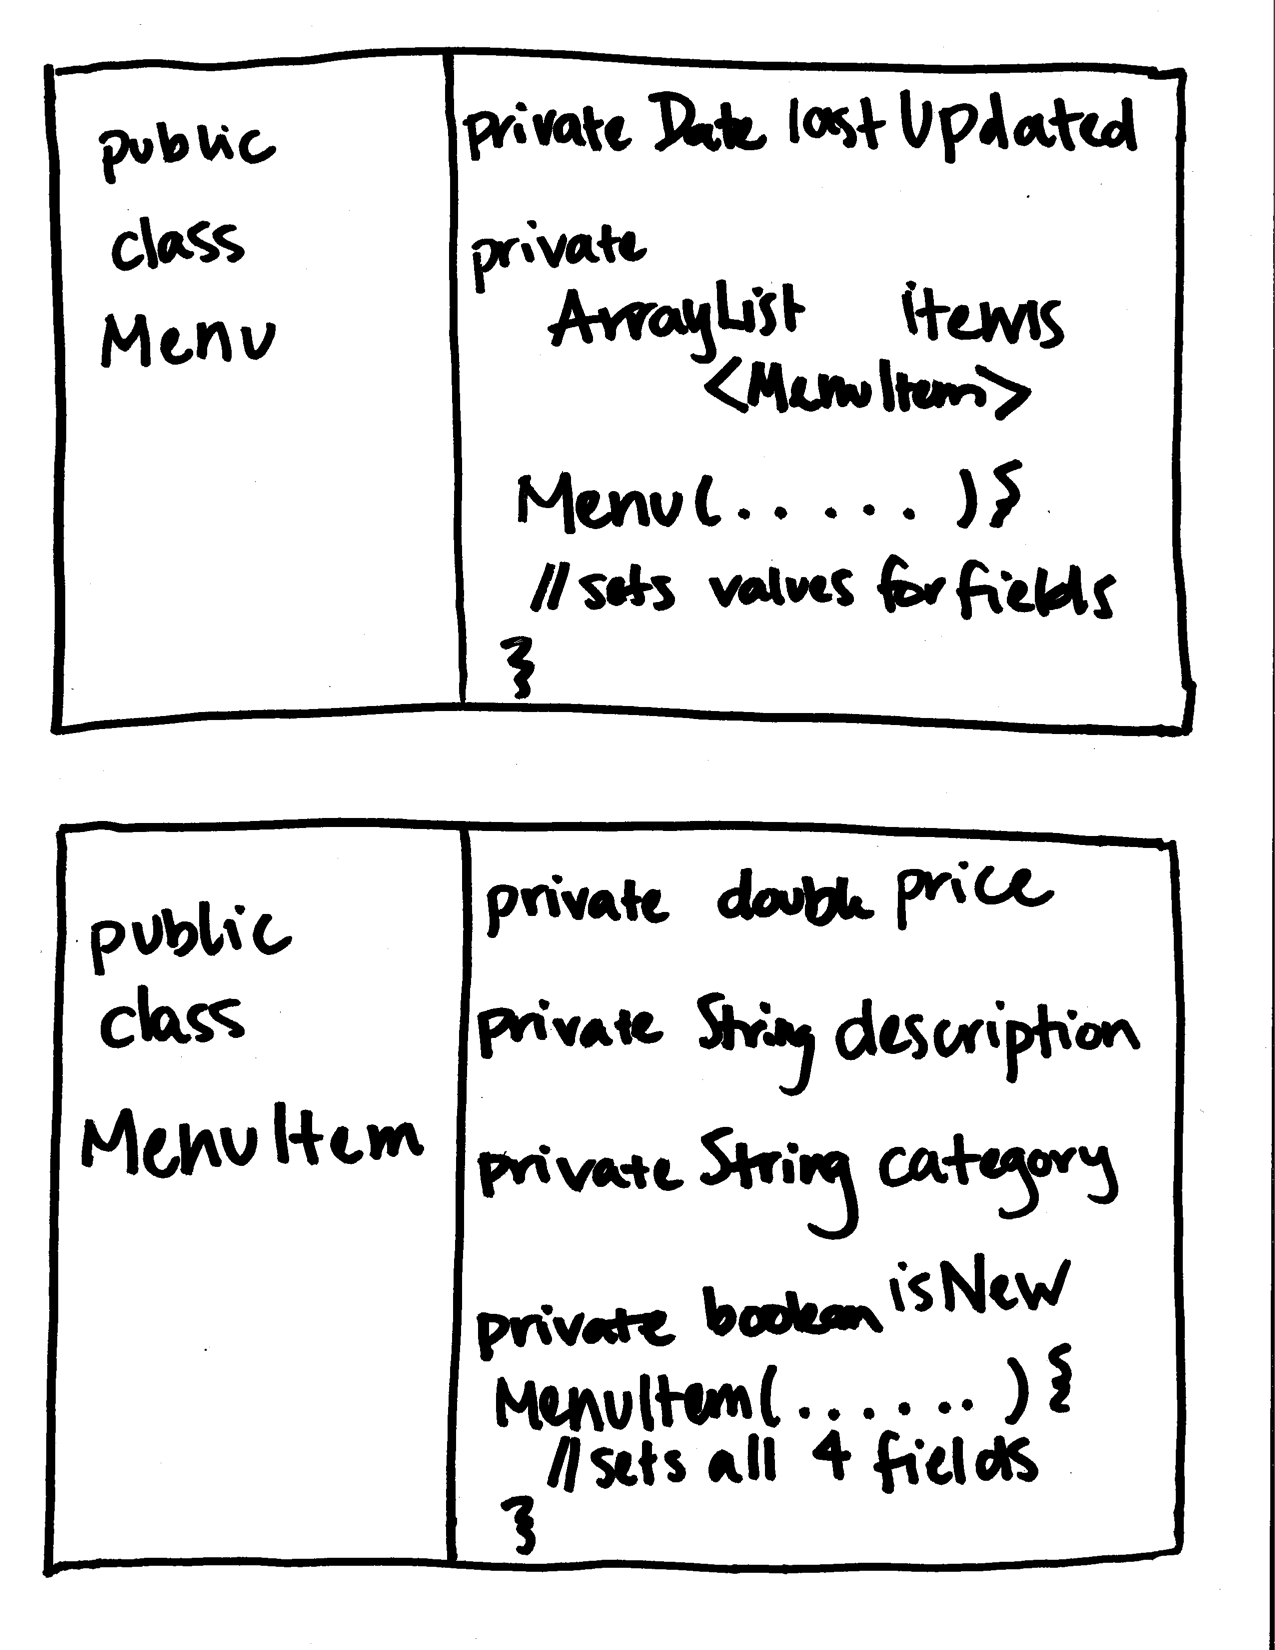 public
class
Menu
private Date lastUpdated
private
ArrayList items
<MenuItem>
Menu(.....){
//sets values for fields
}
public
class
MenuItem
private double price
private String description
private String category
private boolean isNew
MenuItem(......){
//sets all 4 fields
}